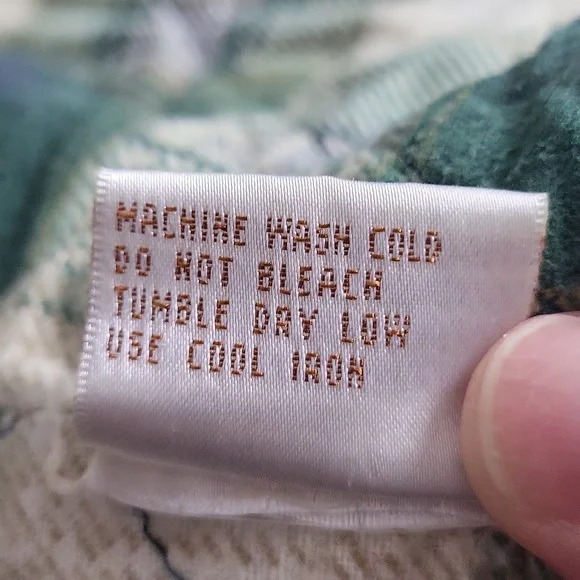 MACHINE WASH COLD
DO NOT BLEACH
TUMBLE DRY LOW
USE COOL IRON